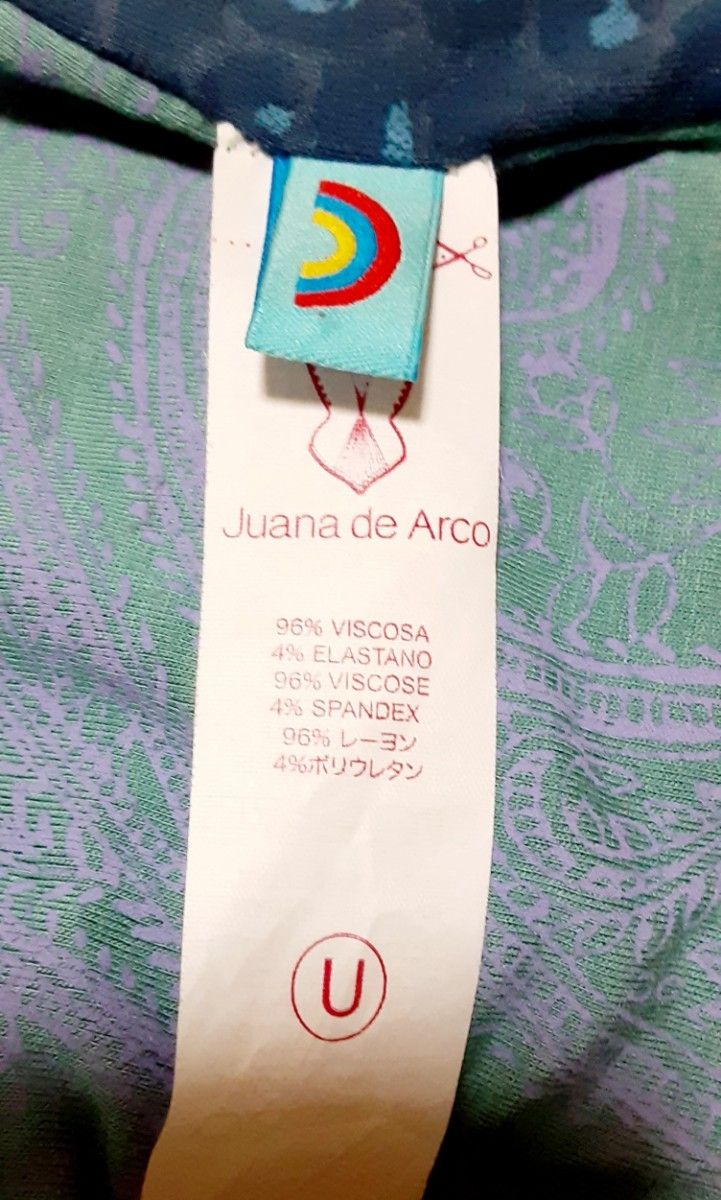 Juana de Arco
96% VISCOSA
4% ELASTANO
96% VISCOSE
4% SPANDEX
96% レーヨン
4%ポリウレタン
U